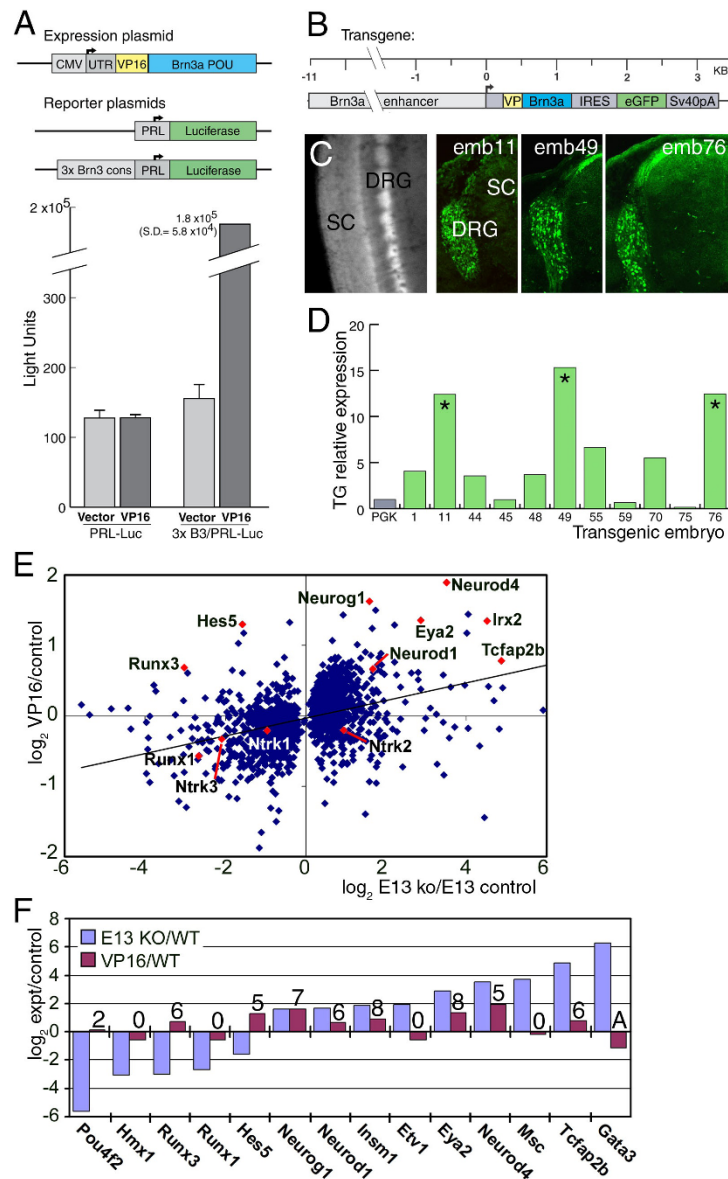 A
Expression plasmid
CMV UTR VP16 Brn3a POU
Reporter plasmids
PRL Luciferase
3x Brn3 cons PRL Luciferase
2 x10⁵
1.8 x10⁵
(S.D.= 5.8 x10⁴)
300
200
100
0
Light Units
Vector VP16 Vector VP16
PRL-Luc 3x B3/PRL-Luc
B
Transgene:
-11 -1 0 1 2 3 KB
Brn3a enhancer VP Brn3a IRES eGFP Sv40pA
C
SC DRG
emb11 SC DRG
emb49
emb76
D
TG relative expression
20
15
10
5
0
* * *
PGK 1 11 44 45 48 49 55 59 70 75 76
Transgenic embryo
E
log₂ VP16/control
2
1
0
-1
-2
Neurod4
Neurog1
Hes5
Eya2
Irx2
Neurod1
Tcfap2b
Runx3
Ntrk1
Ntrk2
Runx1
Ntrk3
-6 -4 -2 0 2 4 6
log₂ E13 ko/E13 control
F
log₂ expt/control
8
6
4
2
0
-2
-4
-6
E13 KO/WT
VP16/WT
2 0 6 0 5 7 6 8 0 8 5 0 6 A
Pou4f2 Hmx1 Runx3 Runx1 Hes5 Neurog1 Neurod1 Insm1 Etv1 Eya2 Neurod4 Msc Tcfap2b Gata3